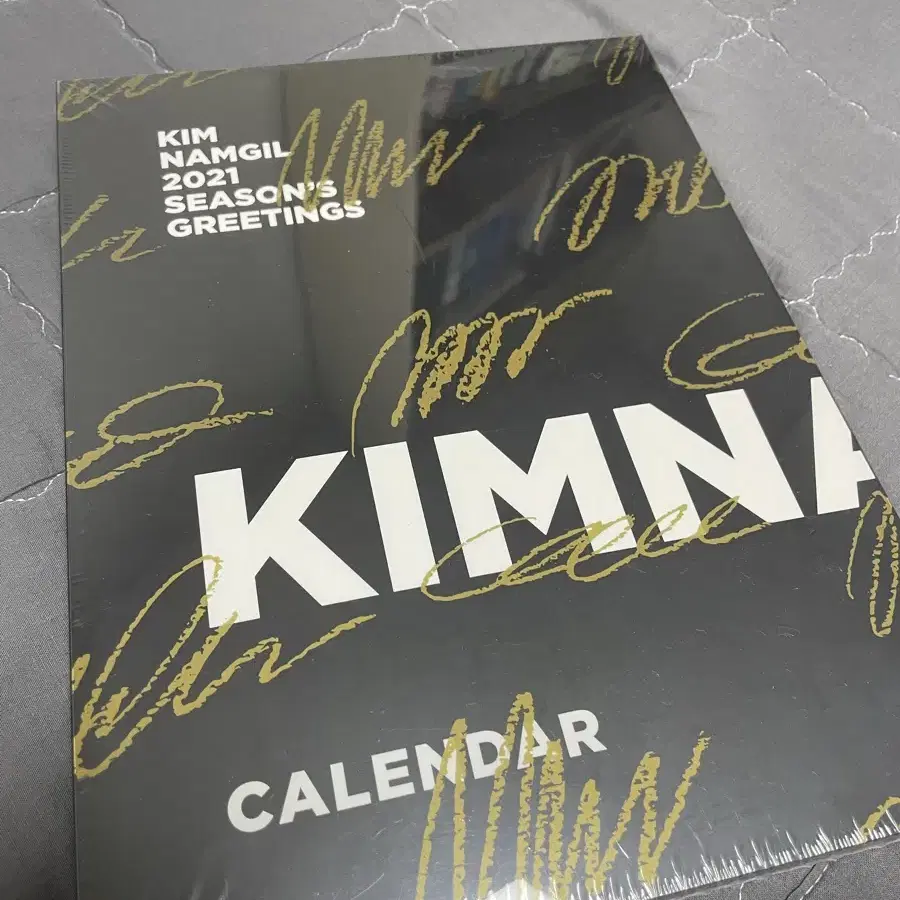 KIM
NAMGIL
2021
SEASON'S
GREETINGS
KIMNA
CALENDAR